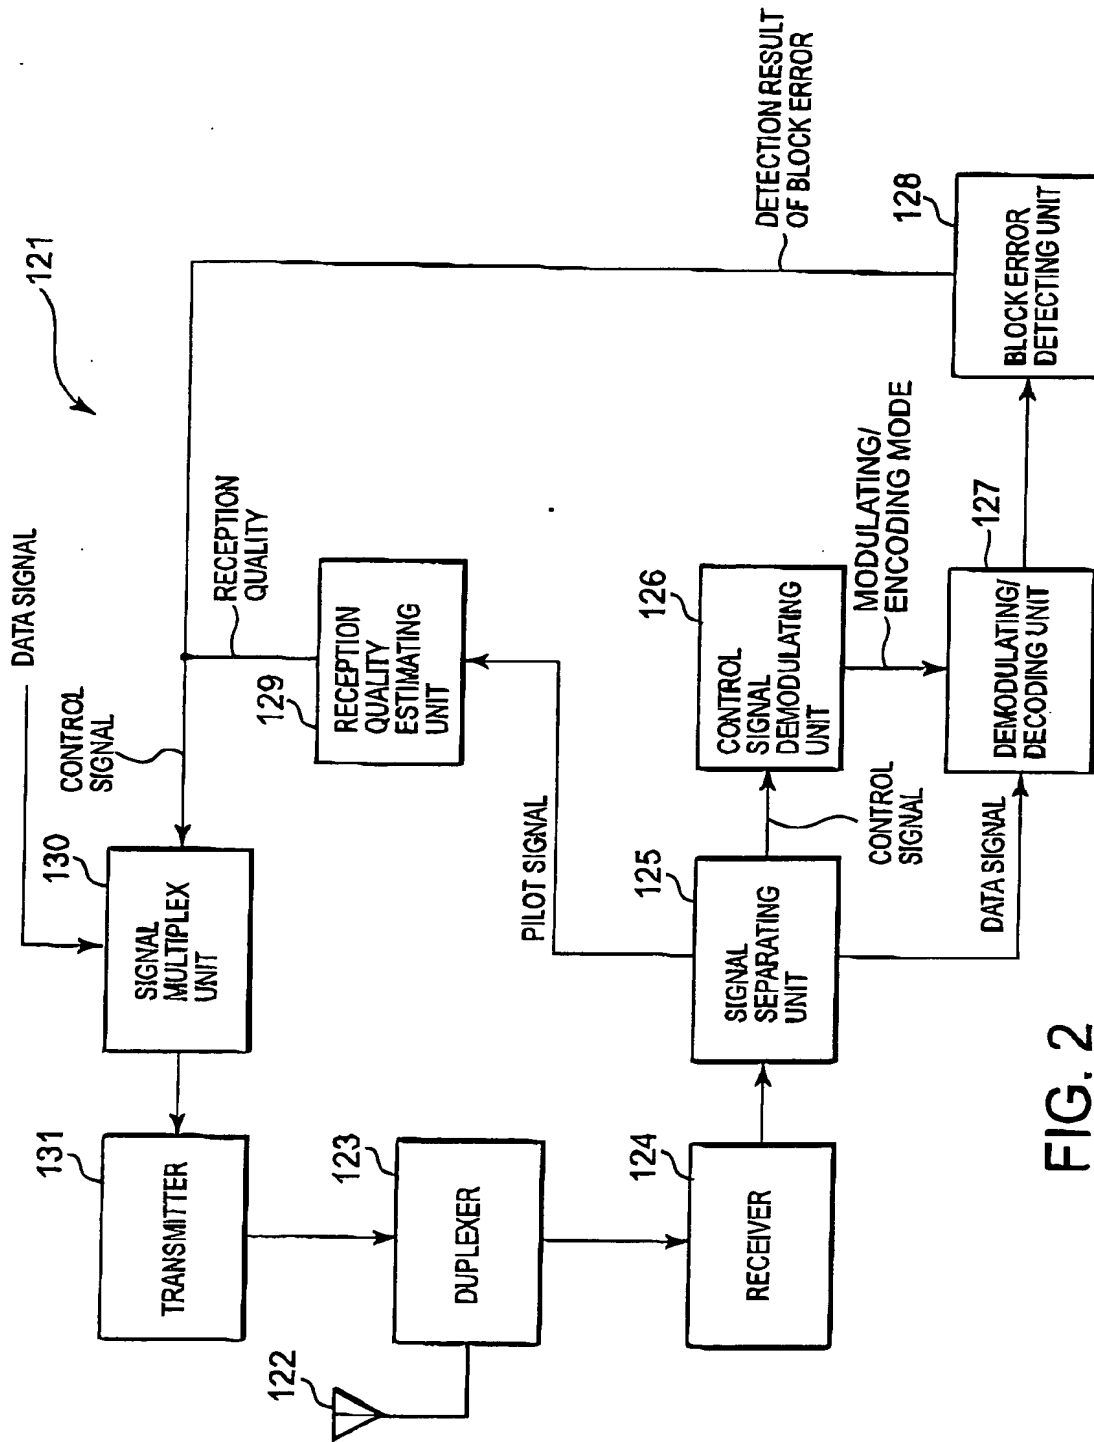 121
DATA SIGNAL
CONTROL
SIGNAL
RECEPTION
QUALITY
DETECTION RESULT
OF BLOCK ERROR
131
TRANSMITTER
130
SIGNAL
MULTIPLEX
UNIT
122
123
DUPLEXER
129
RECEPTION
QUALITY
ESTIMATING
UNIT
PILOT SIGNAL
124
RECEIVER
125
SIGNAL
SEPARATING
UNIT
CONTROL
SIGNAL
126
CONTROL
SIGNAL
DEMODULATING
UNIT
MODULATING/
ENCODING MODE
DATA SIGNAL
127
DEMODULATING/
DECODING UNIT
128
BLOCK ERROR
DETECTING UNIT
FIG. 2